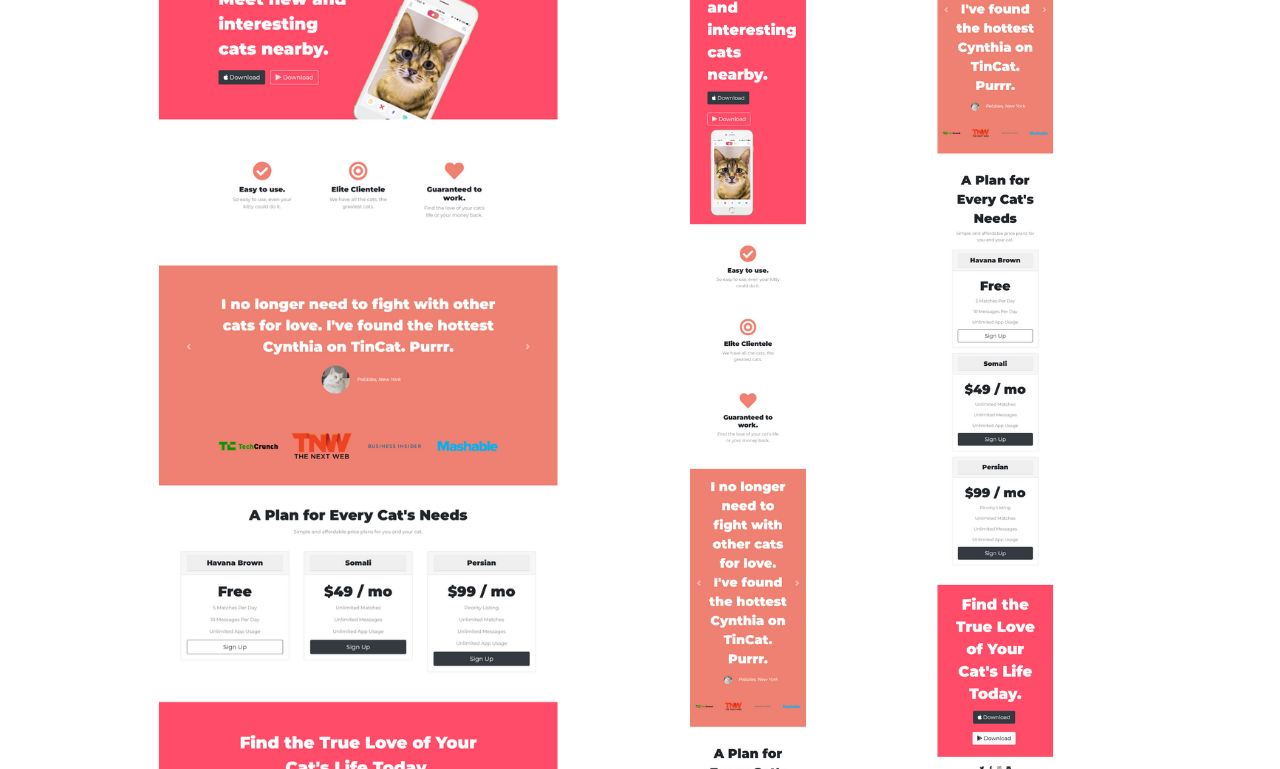 Meet new and
interesting
cats nearby.
Download
Download
Easy to use.
So easy to use, even your
kitty could do it.
Elite Clientele
We have all the cats, the
greatest cats.
Guaranteed to
work.
Find the love of your cat's
life or your money back.
I no longer need to fight with other
cats for love. I've found the hottest
Cynthia on TinCat. Purrr.
Pebbles, New York
TC TechCrunch
TNW
THE NEXT WEB
BUSINESS INSIDER
Mashable
A Plan for Every Cat's Needs
Simple and affordable price plans for you and your cat.
Havana Brown
Free
5 Matches Per Day
10 Messages Per Day
Unlimited App Usage
Sign Up
Somali
$49 / mo
Unlimited Matches
Unlimited Messages
Unlimited App Usage
Sign Up
Persian
$99 / mo
Pirority Listing
Unlimited Matches
Unlimited Messages
Unlimited App Usage
Sign Up
Find the True Love of Your
Cat's Life Today.
and
interesting
cats
nearby.
Download
Download
Easy to use.
So easy to use, even your kitty
could do it.
Elite Clientele
We have all the cats, the
greatest cats.
Guaranteed to
work.
Find the love of your cat's life
or your money back.
I no longer
need to
fight with
other cats
for love.
I've found
the hottest
Cynthia on
TinCat.
Purrr.
Pebbles, New York
TechCrunch
TNW
Mashable
A Plan for
Every Cat's
I've found
the hottest
Cynthia on
TinCat.
Purrr.
Pebbles, New York
TechCrunch
TNW
Mashable
A Plan for
Every Cat's
Needs
Simple and affordable price plans for
you and your cat.
Havana Brown
Free
5 Matches Per Day
10 Messages Per Day
Unlimited App Usage
Sign Up
Somali
$49 / mo
Unlimited Matches
Unlimited Messages
Unlimited App Usage
Sign Up
Persian
$99 / mo
Pirority Listing
Unlimited Matches
Unlimited Messages
Unlimited App Usage
Sign Up
Find the
True Love
of Your
Cat's Life
Today.
Download
Download